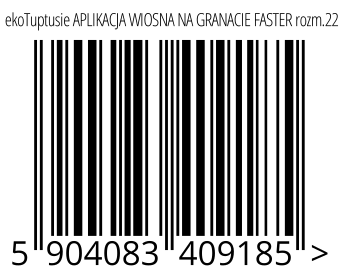 ekoTuptusie APLIKACJA WIOSNA NA GRANACIE FASTER rozm.22
5 904083 409185 >